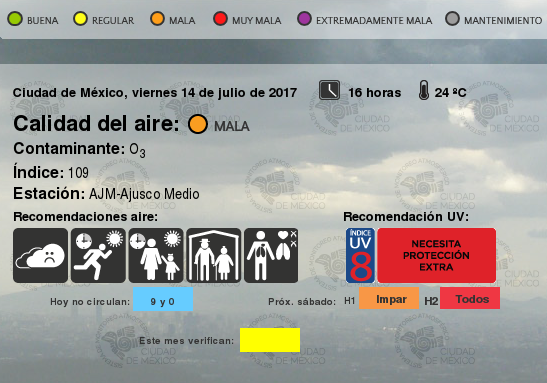 BUENA REGULAR MALA MUY MALA EXTREMADAMENTE MALA MANTENIMIENTO
Ciudad de México, viernes 14 de julio de 2017 16 horas 24 ºC
Calidad del aire: MALA
Contaminante: O3
Índice: 109
Estación: AJM-Ajusco Medio
Recomendaciones aire: Recomendación UV:
ÍNDICE
UV
8
NECESITA
PROTECCIÓN
EXTRA
Hoy no circulan: 9 y 0 Próx. sábado: H1 Impar H2 Todos
Este mes verifican:
CIUDAD
DE MÉXICO